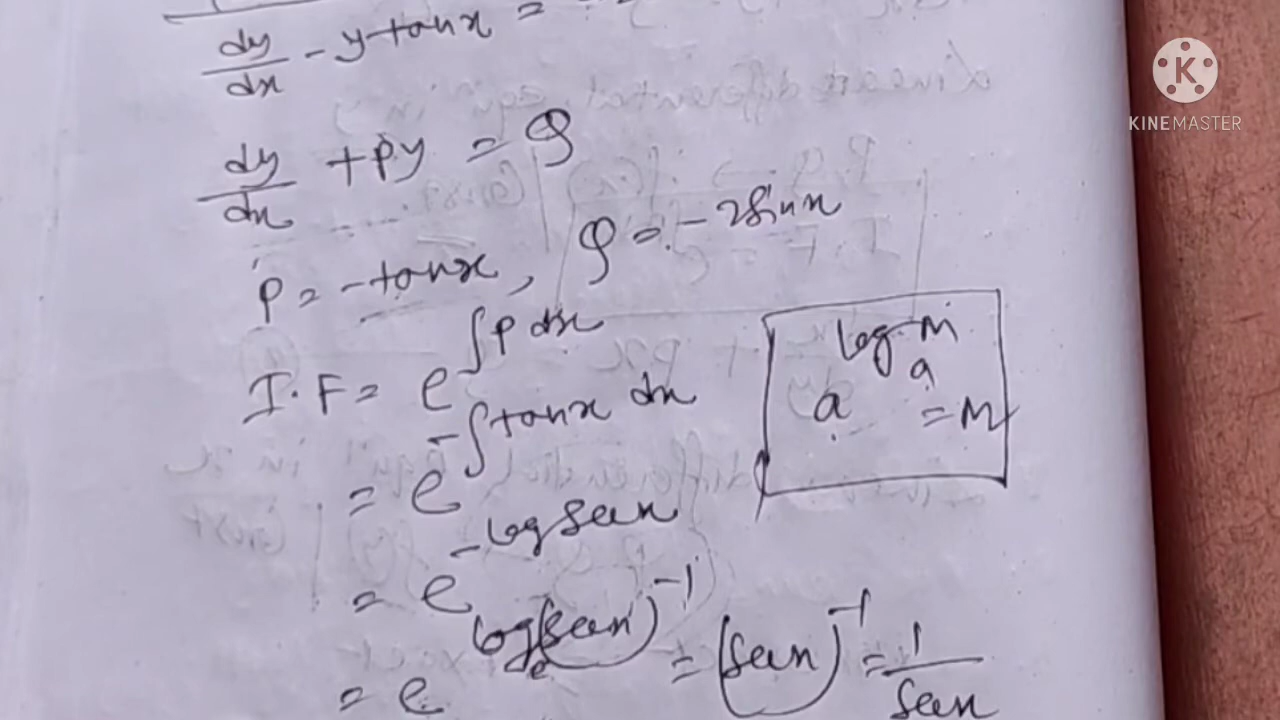 dy/dx - y tanx =
dy/dx + py = Q
P = -tanx, Q = -2sinx
I.F = e^∫P dx
= e^-∫tanx dx
= e^-log secx
= e^log_e(secx)^-1 = (secx)^-1 = 1/secx
a^log_a M = M
K
KINEMASTER